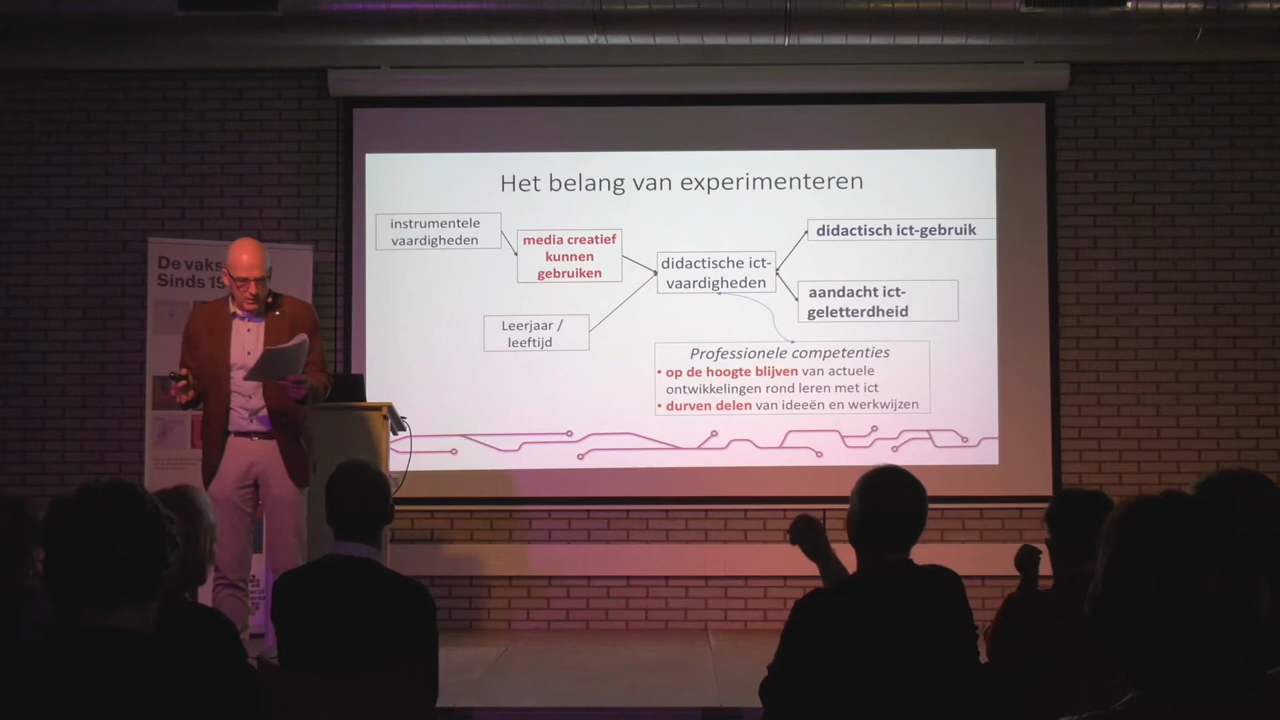 Het belang van experimenteren
instrumentele
vaardigheden
media creatief
kunnen
gebruiken
Leerjaar /
leeftijd
didactische ict-
vaardigheden
didactisch ict-gebruik
aandacht ict-
geletterdheid
Professionele competenties
• op de hoogte blijven van actuele
ontwikkelingen rond leren met ict
• durven delen van ideeën en werkwijzen
De vaks
Sinds 19